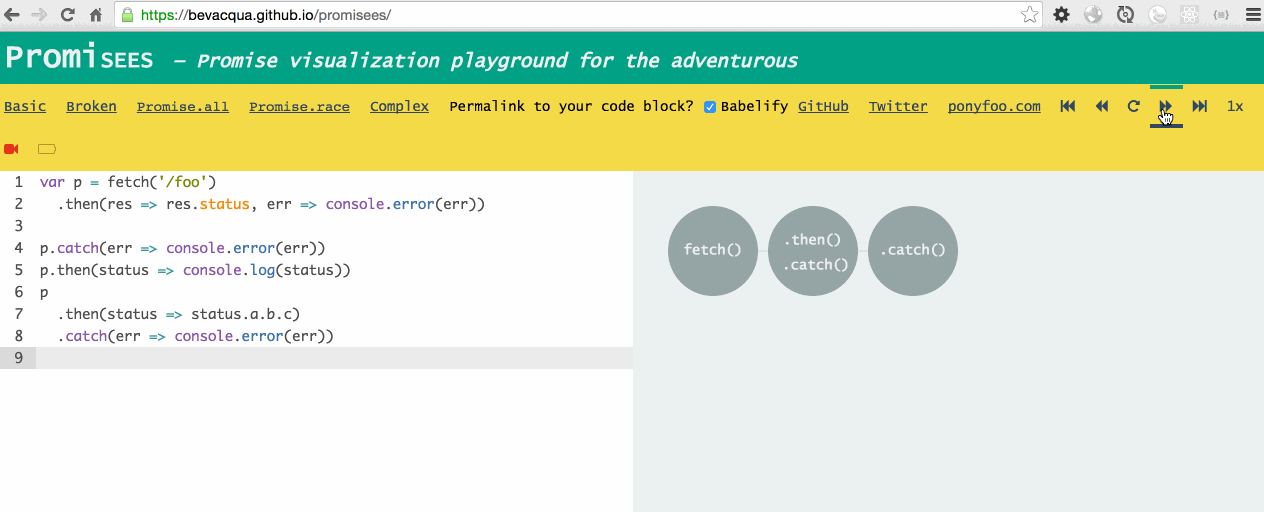 https://bevacqua.github.io/promisees/
PromiSEES — Promise visualization playground for the adventurous
Basic Broken Promise.all Promise.race Complex Permalink to your code block? Babelify GitHub Twitter ponyfoo.com 1x
1 var p = fetch('/foo')
2 .then(res => res.status, err => console.error(err))
3
4 p.catch(err => console.error(err))
5 p.then(status => console.log(status))
6 p
7 .then(status => status.a.b.c)
8 .catch(err => console.error(err))
9
fetch()
.then()
.catch()
.catch()